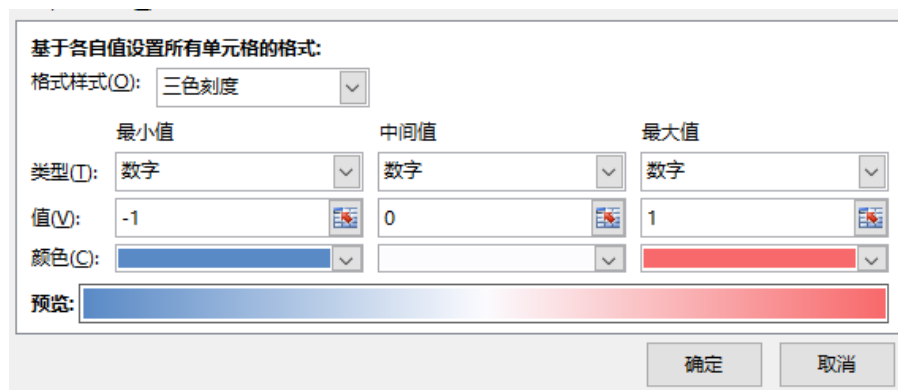 基于各自值设置所有单元格的格式:
格式样式(O): 三色刻度
最小值 中间值 最大值
类型(T): 数字 数字 数字
值(V): -1 0 1
颜色(C):
预览:
确定 取消